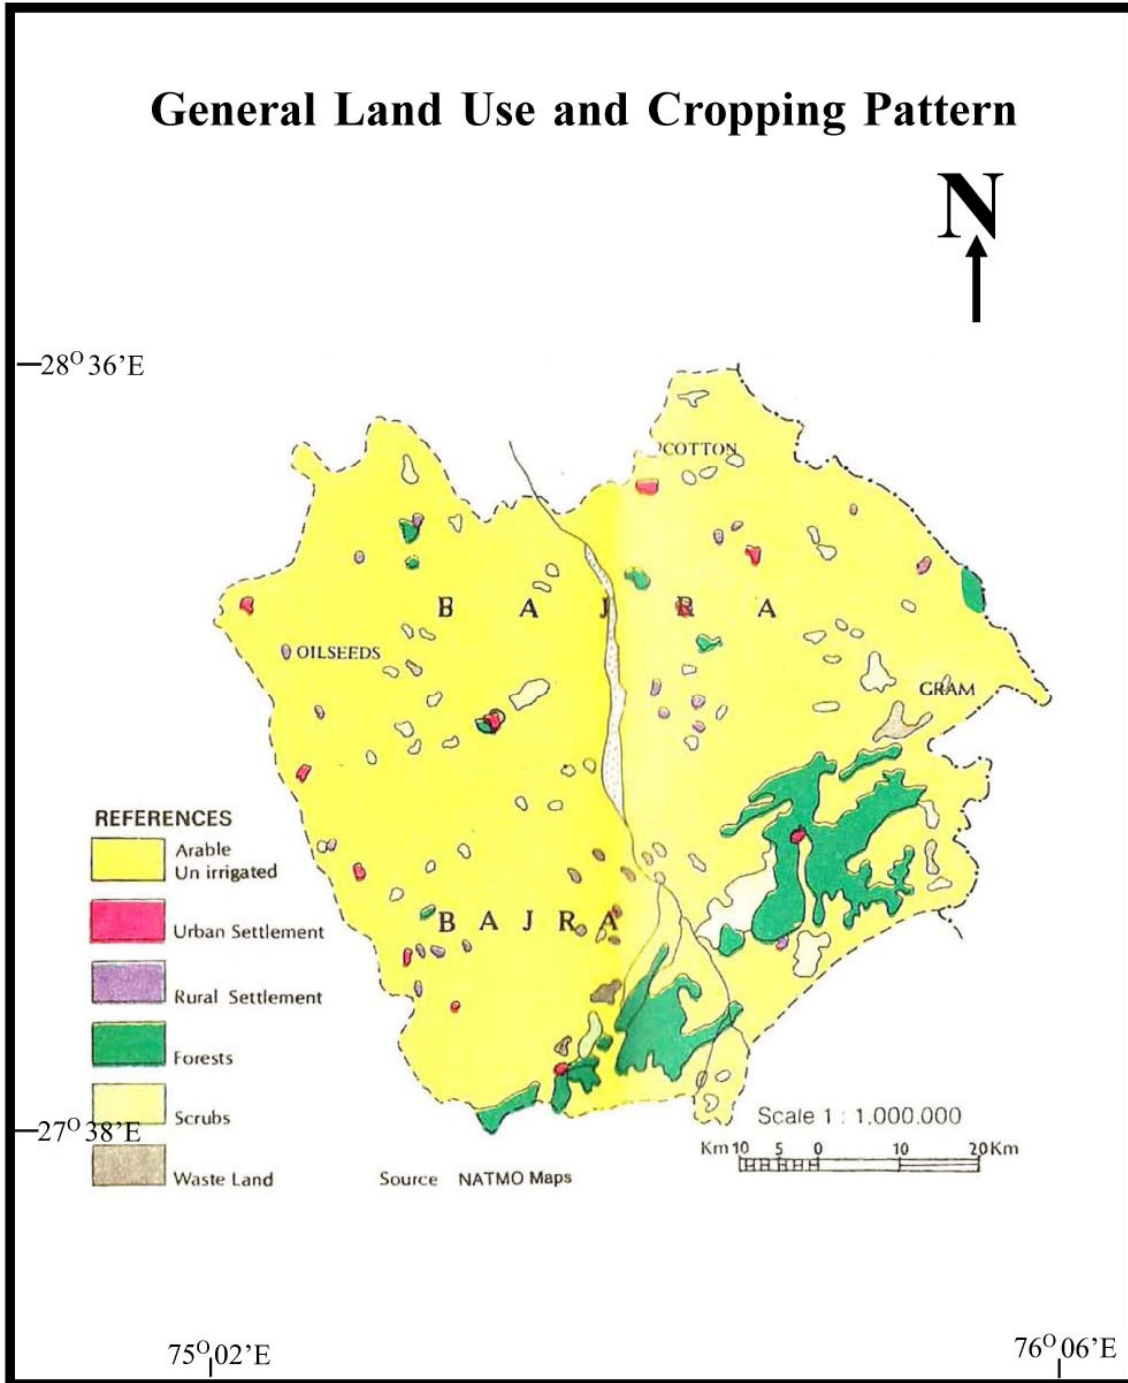 General Land Use and Cropping Pattern
N
28° 36'E
COTTON
B A J R A
OILSEEDS
GRAM
REFERENCES
Arable
Un irrigated
Urban Settlement
B A J R A
Rural Settlement
Forests
Scrubs
Waste Land
27° 38'E
Scale 1 : 1,000.000
Km 10 5 0 10 20 Km
Source NATMO Maps
75° 02'E
76° 06'E